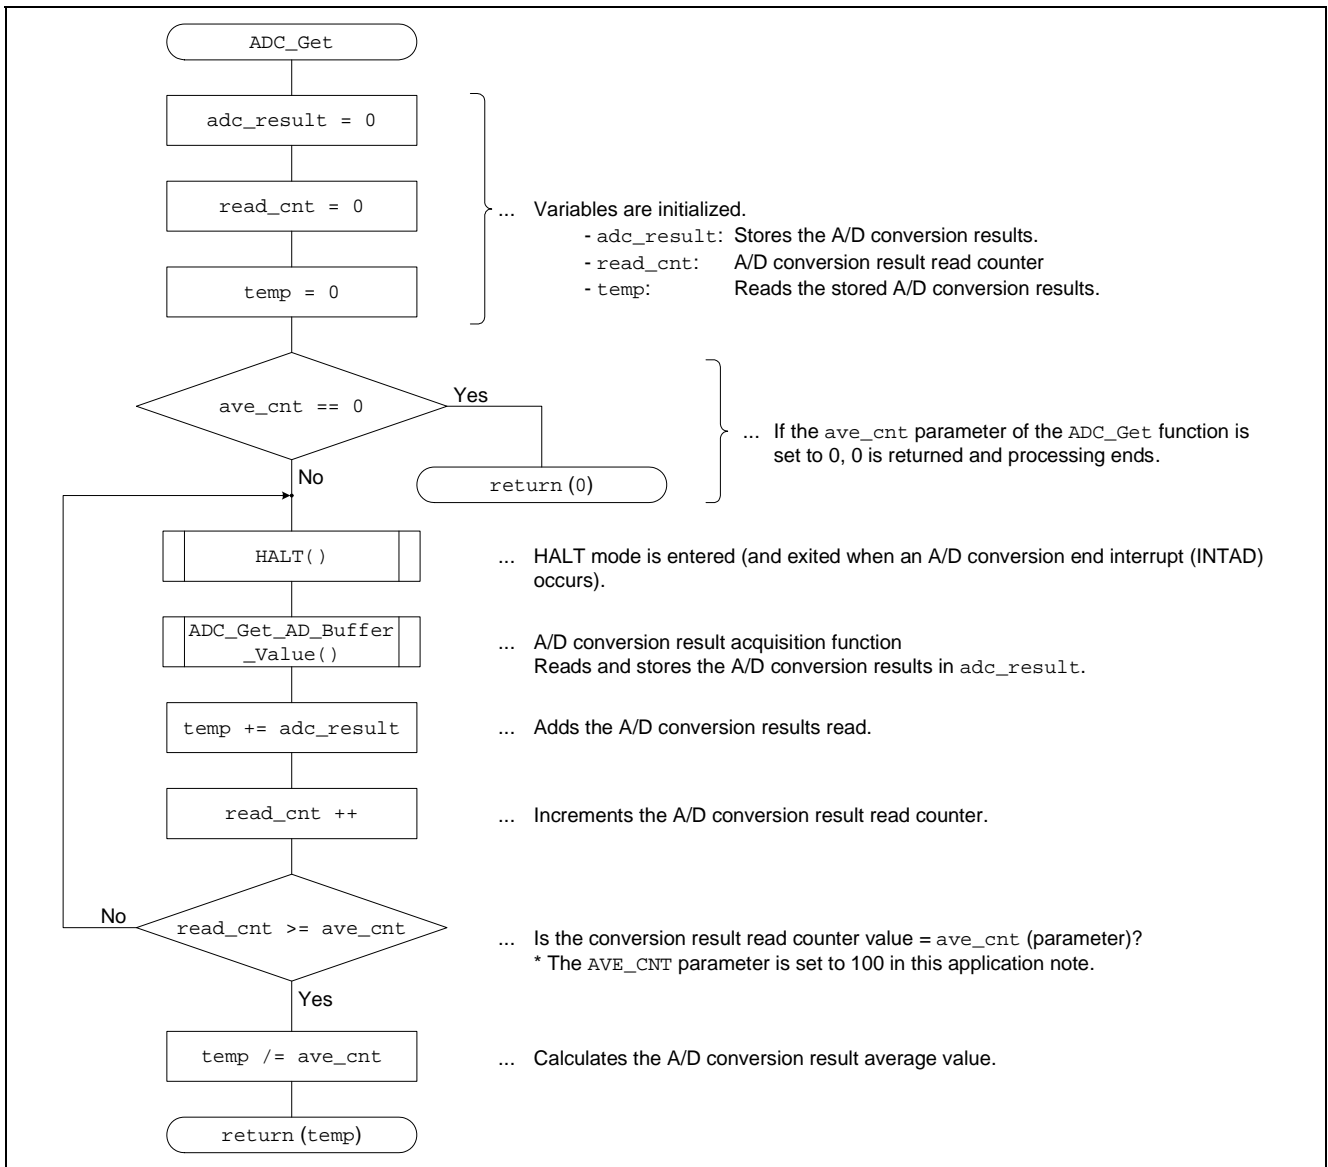 ADC_Get
adc_result = 0
read_cnt = 0
... Variables are initialized.
- adc_result: Stores the A/D conversion results.
- read_cnt: A/D conversion result read counter
temp = 0
- temp: Reads the stored A/D conversion results.
ave_cnt == 0
Yes
... If the ave_cnt parameter of the ADC_Get function is
set to 0, 0 is returned and processing ends.
No
return (0)
HALT()
... HALT mode is entered (and exited when an A/D conversion end interrupt (INTAD)
occurs).
ADC_Get_AD_Buffer
_Value()
... A/D conversion result acquisition function
Reads and stores the A/D conversion results in adc_result.
temp += adc_result
... Adds the A/D conversion results read.
read_cnt ++
... Increments the A/D conversion result read counter.
No
read_cnt >= ave_cnt
... Is the conversion result read counter value = ave_cnt (parameter)?
* The AVE_CNT parameter is set to 100 in this application note.
Yes
temp /= ave_cnt
... Calculates the A/D conversion result average value.
return (temp)